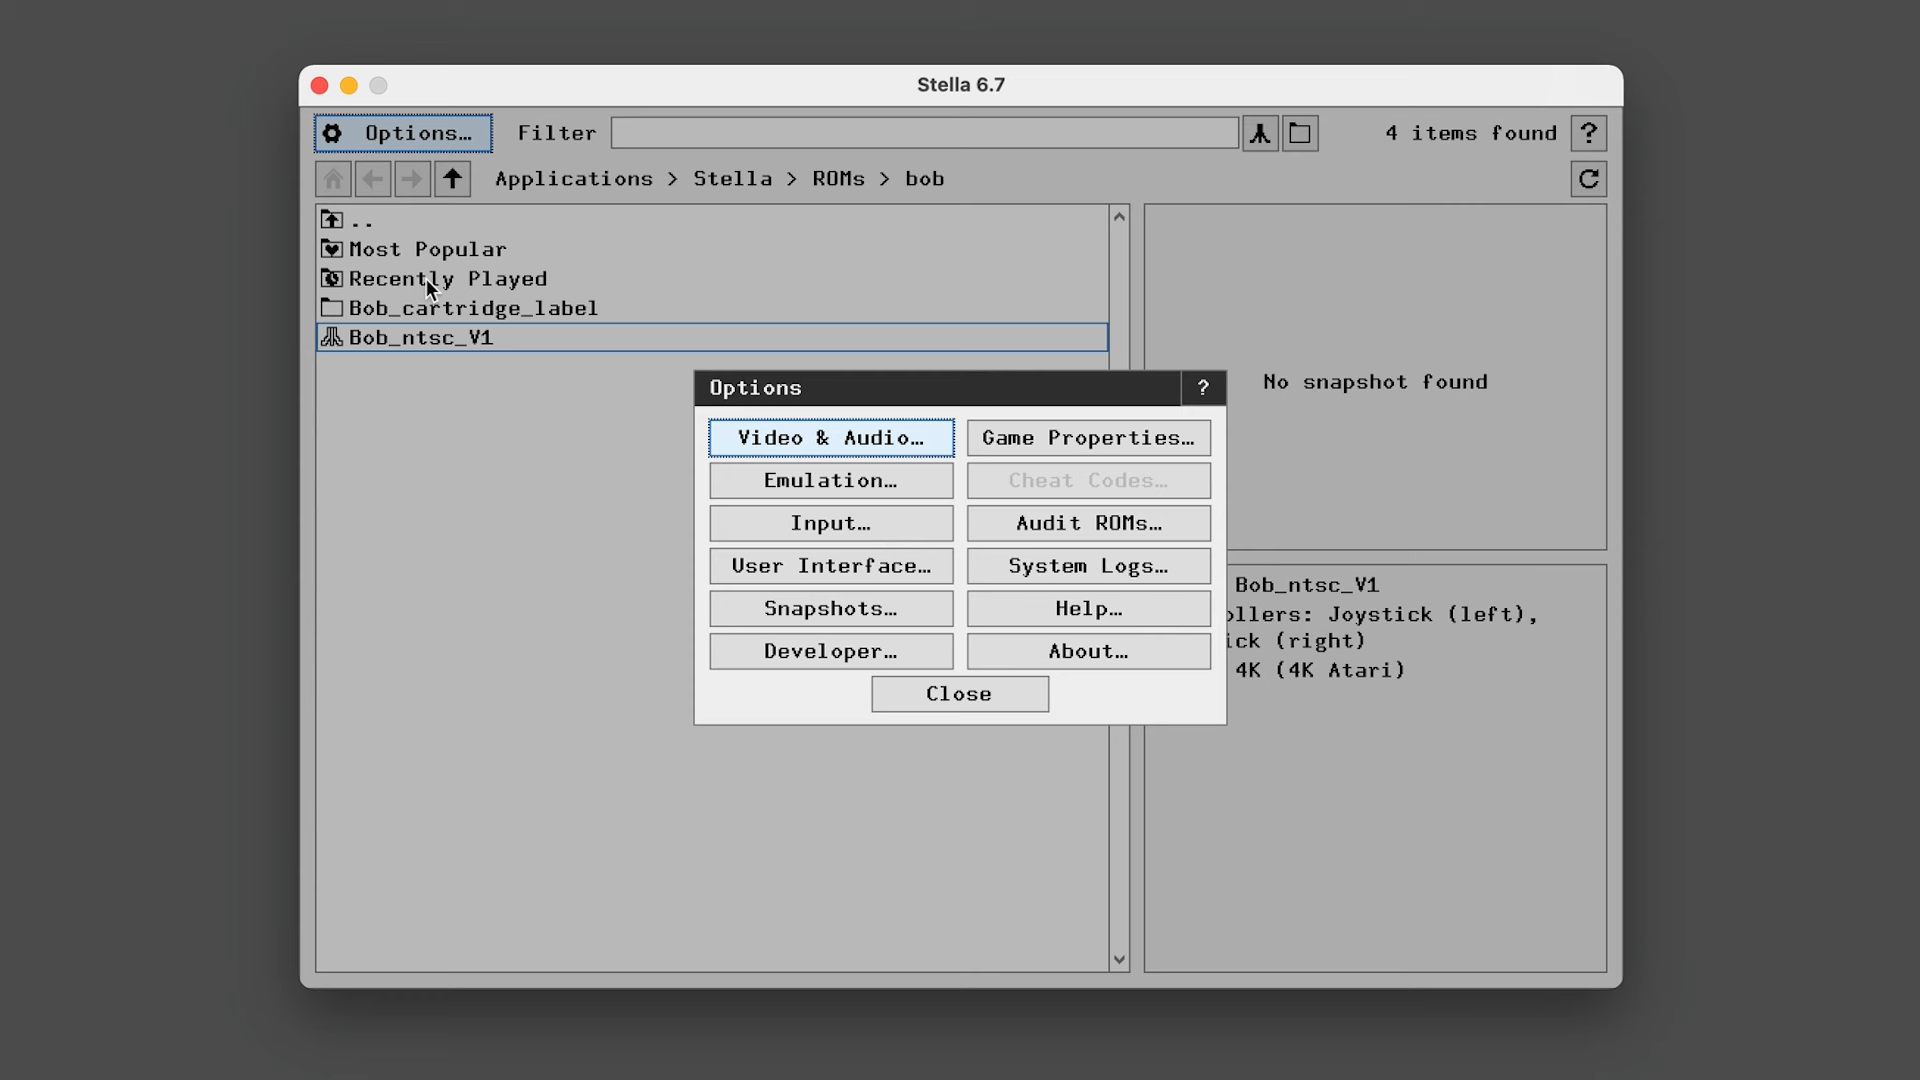 Stella 6.7
Options…
Filter
4 items found
?
Applications > Stella > ROMs > bob
..
Most Popular
Recently Played
Bob_cartridge_label
Bob_ntsc_V1
No snapshot found
Options
?
Video & Audio…
Game Properties…
Emulation…
Cheat Codes…
Input…
Audit ROMs…
User Interface…
System Logs…
Snapshots…
Help…
Developer…
About…
Close
Bob_ntsc_V1
ollers: Joystick (left),
ick (right)
4K (4K Atari)